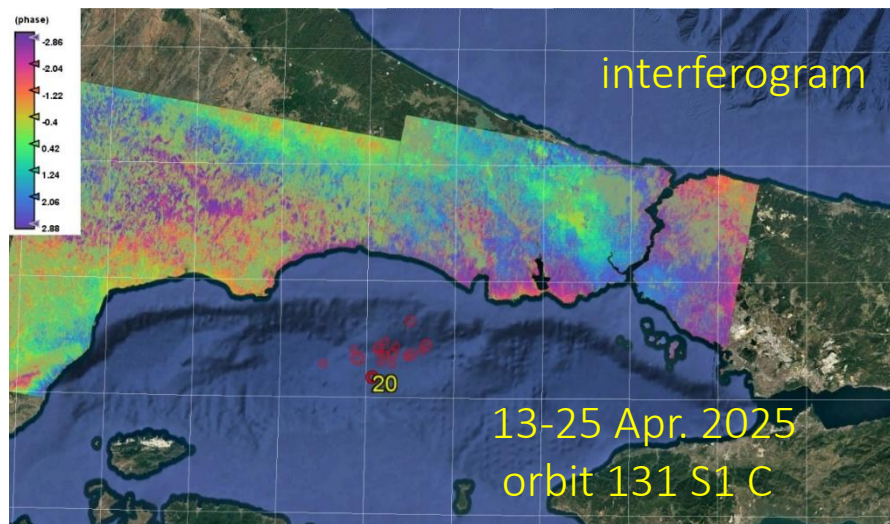 (phase)
-2.86
-2.04
-1.22
-0.4
0.42
1.24
2.06
2.88
interferogram
20
13-25 Apr. 2025
orbit 131 S1 C